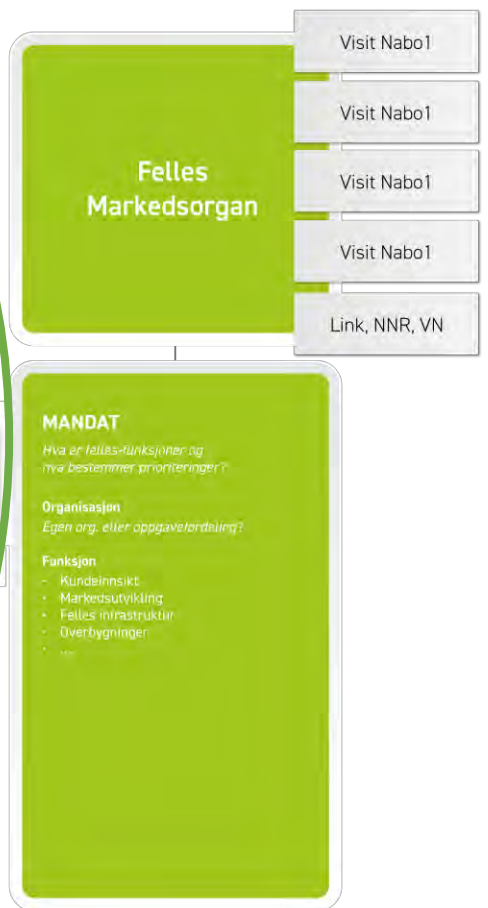 Visit Nabo1
Visit Nabo1
Felles
Markedsorgan
Visit Nabo1
Visit Nabo1
Link, NNR, VN
MANDAT
Hva er felles-funksjoner og
hva bestemmer prioriteringer?
Organisasjon
Egen org. eller oppgavefordeling?
Funksjon
· Kundeinnsikt
· Markedsutvikling
· Felles infrastruktur
· Overbygninger
· ...